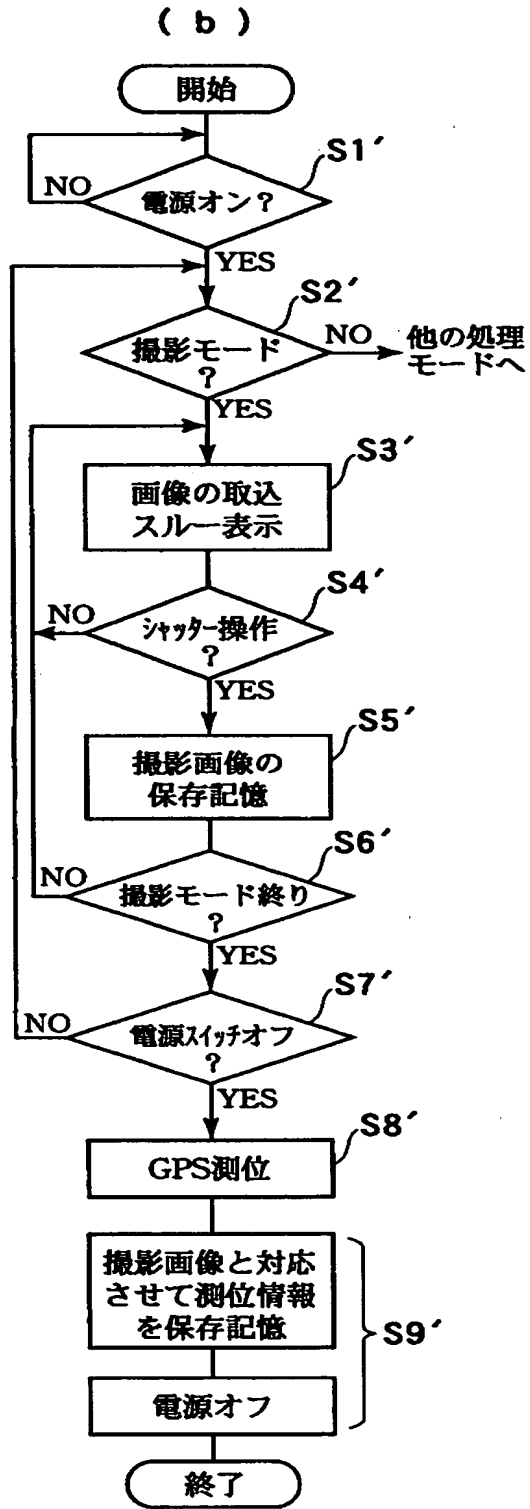 ( b )
開始
S1′
NO
電源オン?
YES
S2′
撮影モード
?
NO
他の処理
モードへ
YES
S3′
画像の取込
スルー表示
S4′
NO
シャッター操作
?
YES
S5′
撮影画像の
保存記憶
S6′
NO
撮影モード終り
?
YES
S7′
NO
電源スイッチオフ
?
YES
S8′
GPS測位
撮影画像と対応
させて測位情報
を保存記憶
S9′
電源オフ
終了